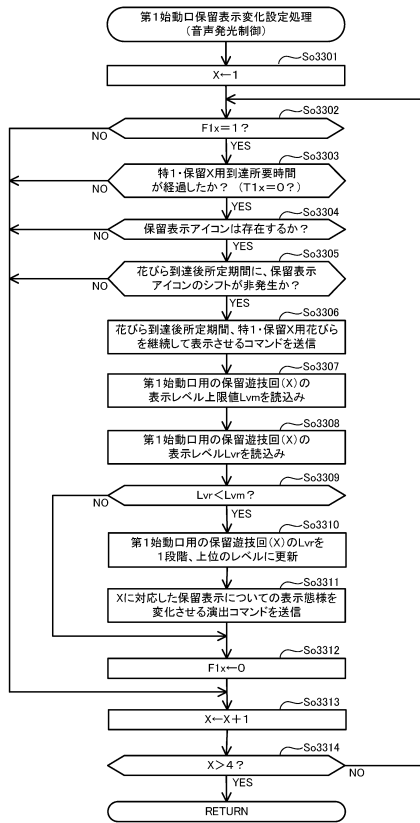 第1始動口保留表示変化設定処理
（音声発光制御）
So3301
X←1
So3302
F1x＝1？
NO
YES
So3303
特1・保留X用到達所要時間
が経過したか？（T1x＝0？）
NO
YES
So3304
保留表示アイコンは存在するか？
NO
YES
So3305
花びら到達後所定期間に、保留表示
アイコンのシフトが非発生か？
NO
YES
So3306
花びら到達後所定期間、特1・保留X用花びら
を継続して表示させるコマンドを送信
So3307
第1始動口用の保留遊技回（X）の
表示レベル上限値Lvmを読込み
So3308
第1始動口用の保留遊技回（X）の
表示レベルLvrを読込み
So3309
Lvr＜Lvm？
NO
YES
So3310
第1始動口用の保留遊技回（X）のLvrを
1段階、上位のレベルに更新
So3311
Xに対応した保留表示についての表示態様を
変化させる演出コマンドを送信
So3312
F1x←0
So3313
X←X＋1
So3314
X＞4？
NO
YES
RETURN